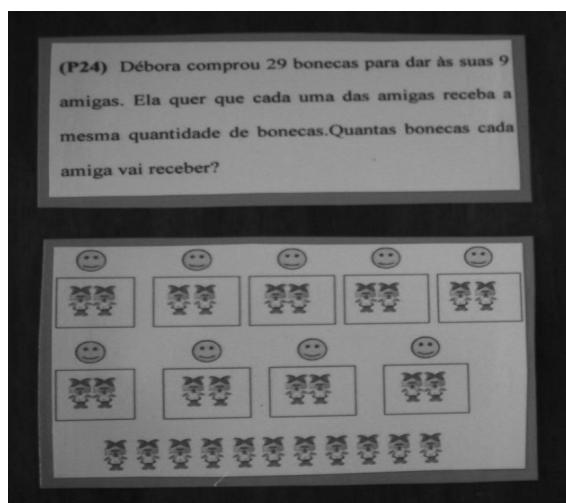 (P24) Débora comprou 29 bonecas para dar às suas 9
amigas. Ela quer que cada uma das amigas receba a
mesma quantidade de bonecas.Quantas bonecas cada
amiga vai receber?